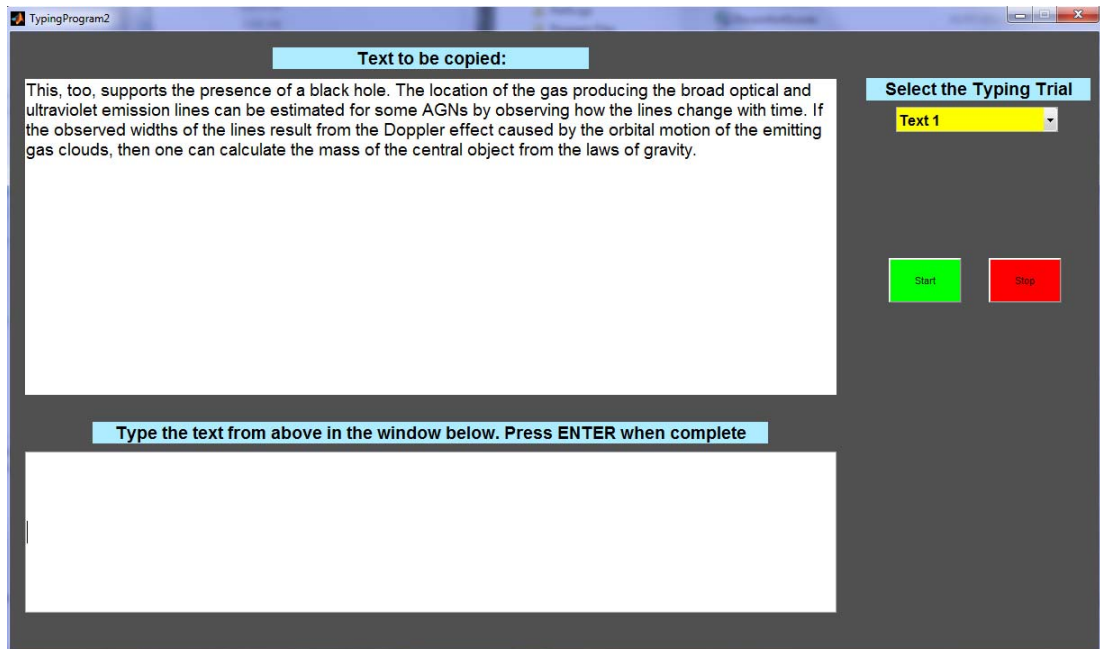 TypingProgram2
Text to be copied:
This, too, supports the presence of a black hole. The location of the gas producing the broad optical and
ultraviolet emission lines can be estimated for some AGNs by observing how the lines change with time. If
the observed widths of the lines result from the Doppler effect caused by the orbital motion of the emitting
gas clouds, then one can calculate the mass of the central object from the laws of gravity.
Select the Typing Trial
Text 1
Start
Stop
Type the text from above in the window below. Press ENTER when complete